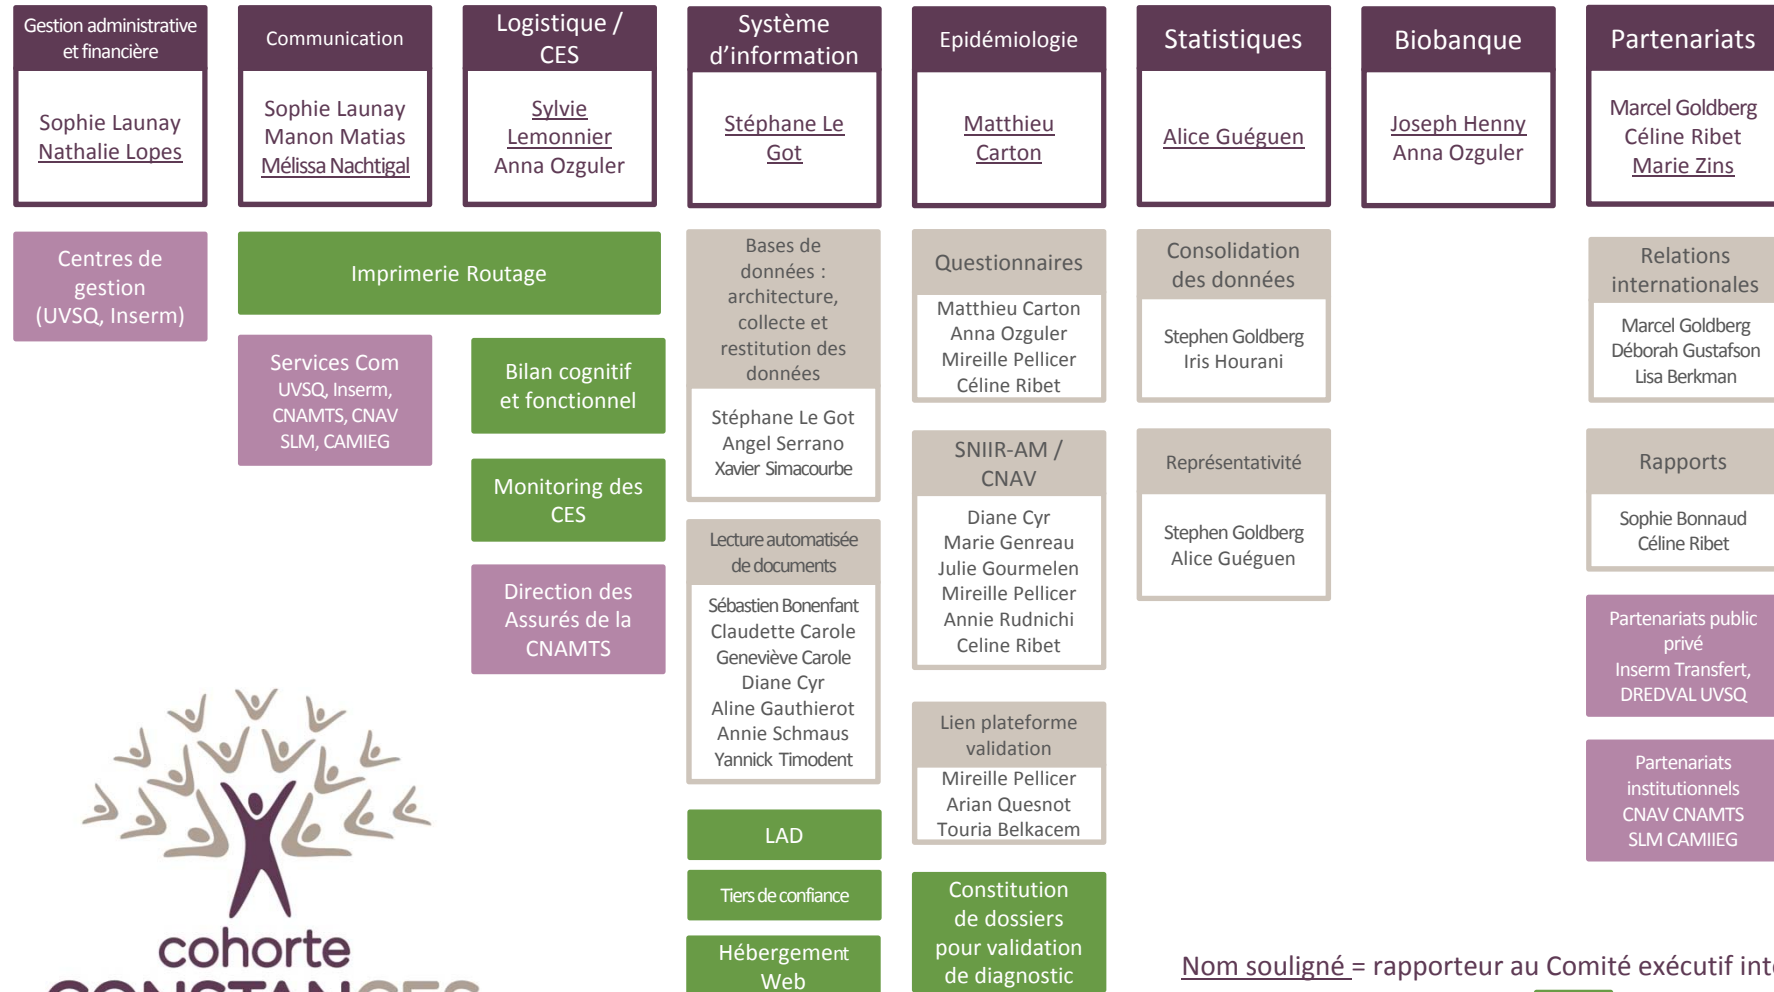 Gestion administrative
et financière
Sophie Launay
Nathalie Lopes
Centres de
gestion
(UVSQ, Inserm)
Communication
Sophie Launay
Manon Matias
Mélissa Nachtigal
Imprimerie Routage
Services Com
UVSQ, Inserm,
CNAMTS, CNAV
SLM, CAMIEG
Logistique /
CES
Sylvie
Lemonnier
Anna Ozguler
Bilan cognitif
et fonctionnel
Monitoring des
CES
Direction des
Assurés de la
CNAMTS
Système
d'information
Stéphane Le
Got
Bases de
données :
architecture,
collecte et
restitution des
données
Stéphane Le Got
Angel Serrano
Xavier Simacourbe
Lecture automatisée
de documents
Sébastien Bonenfant
Claudette Carole
Geneviève Carole
Diane Cyr
Aline Gauthierot
Annie Schmaus
Yannick Timodent
LAD
Tiers de confiance
Hébergement
Web
Epidémiologie
Matthieu
Carton
Questionnaires
Matthieu Carton
Anna Ozguler
Mireille Pellicer
Céline Ribet
SNIIR-AM /
CNAV
Diane Cyr
Marie Genreau
Julie Gourmelen
Mireille Pellicer
Annie Rudnichi
Celine Ribet
Lien plateforme
validation
Mireille Pellicer
Arian Quesnot
Touria Belkacem
Constitution
de dossiers
pour validation
de diagnostic
Statistiques
Alice Guéguen
Consolidation
des données
Stephen Goldberg
Iris Hourani
Représentativité
Stephen Goldberg
Alice Guéguen
Biobanque
Joseph Henny
Anna Ozguler
Partenariats
Marcel Goldberg
Céline Ribet
Marie Zins
Relations
internationales
Marcel Goldberg
Déborah Gustafson
Lisa Berkman
Rapports
Sophie Bonnaud
Céline Ribet
Partenariats public
privé
Inserm Transfert,
DREDVAL UVSQ
Partenariats
institutionnels
CNAV CNAMTS
SLM CAMIIEG
cohorte
CONSTANCES
Nom souligné = rapporteur au Comité exécutif